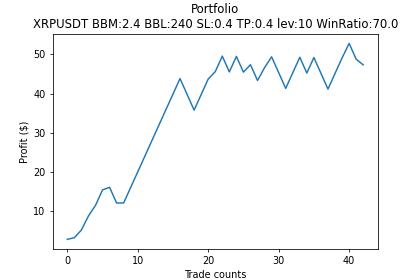 Portfolio
XRPUSDT BBM:2.4 BBL:240 SL:0.4 TP:0.4 lev:10 WinRatio:70.0
50
40
30
20
10
Profit ($)
0 10 20 30 40
Trade counts